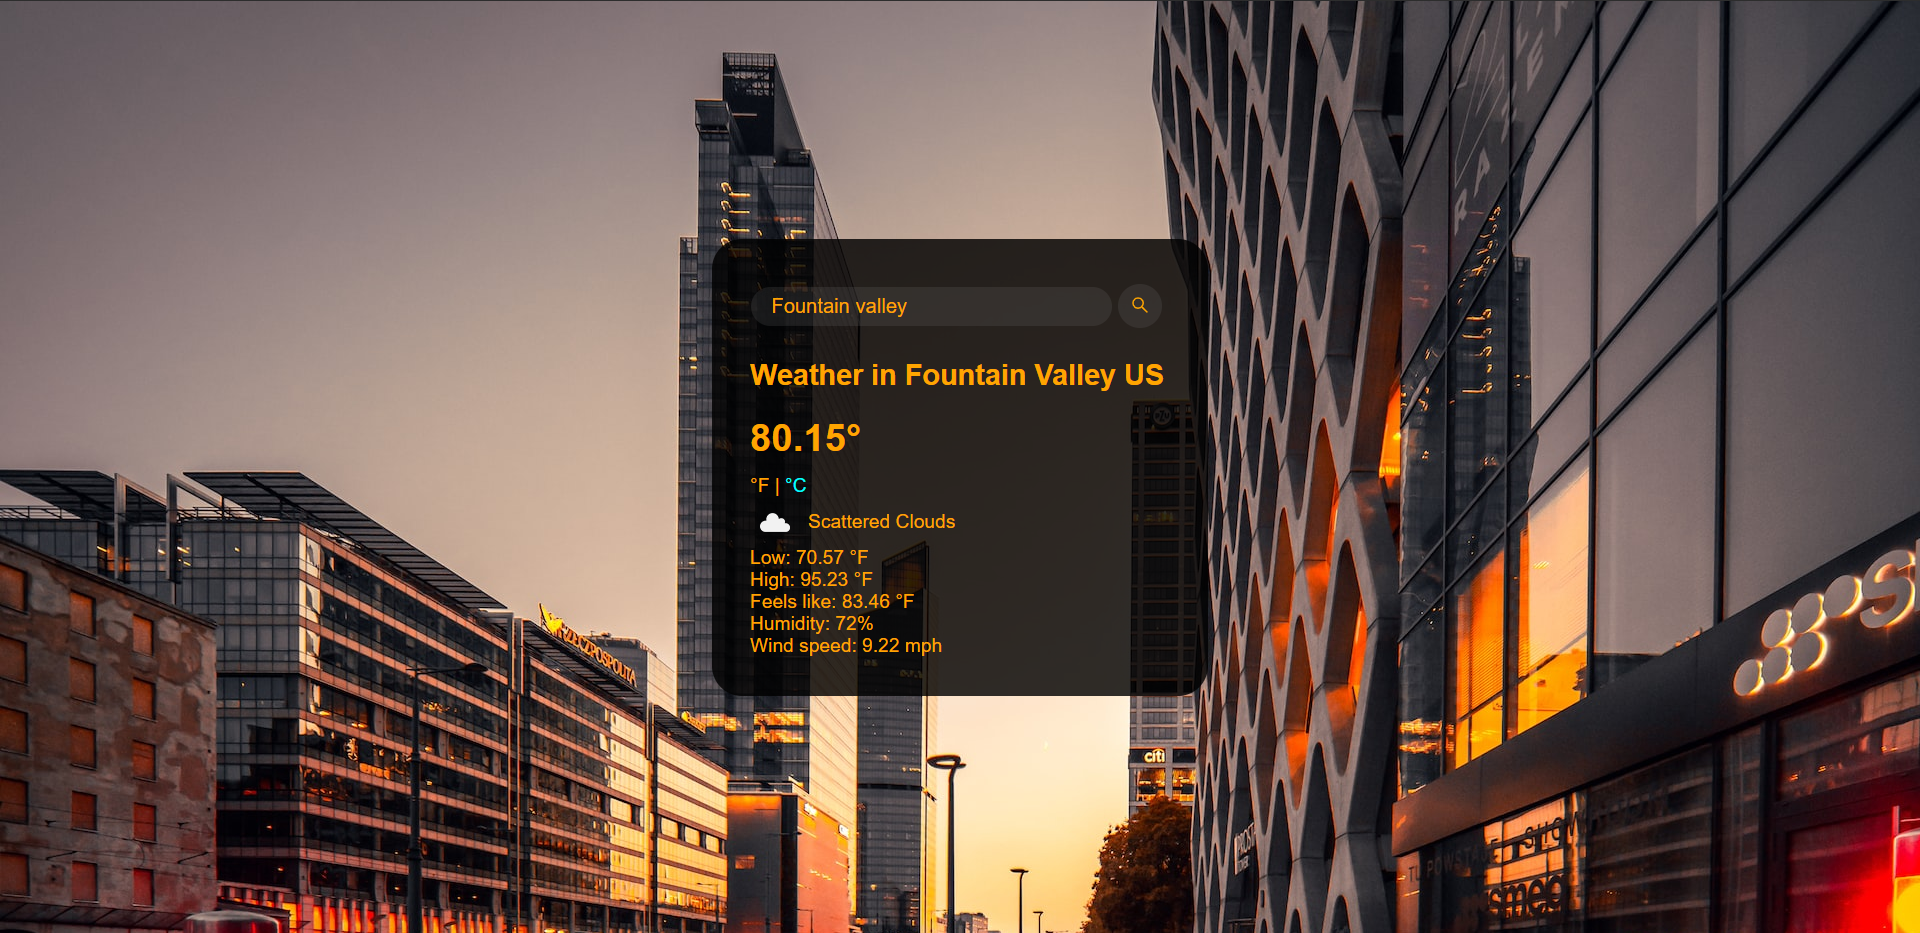 Fountain valley
Weather in Fountain Valley US
80.15°
°F | °C
Scattered Clouds
Low: 70.57 °F
High: 95.23 °F
Feels like: 83.46 °F
Humidity: 72%
Wind speed: 9.22 mph
RZECZPOSPOLITA
citi
smeg